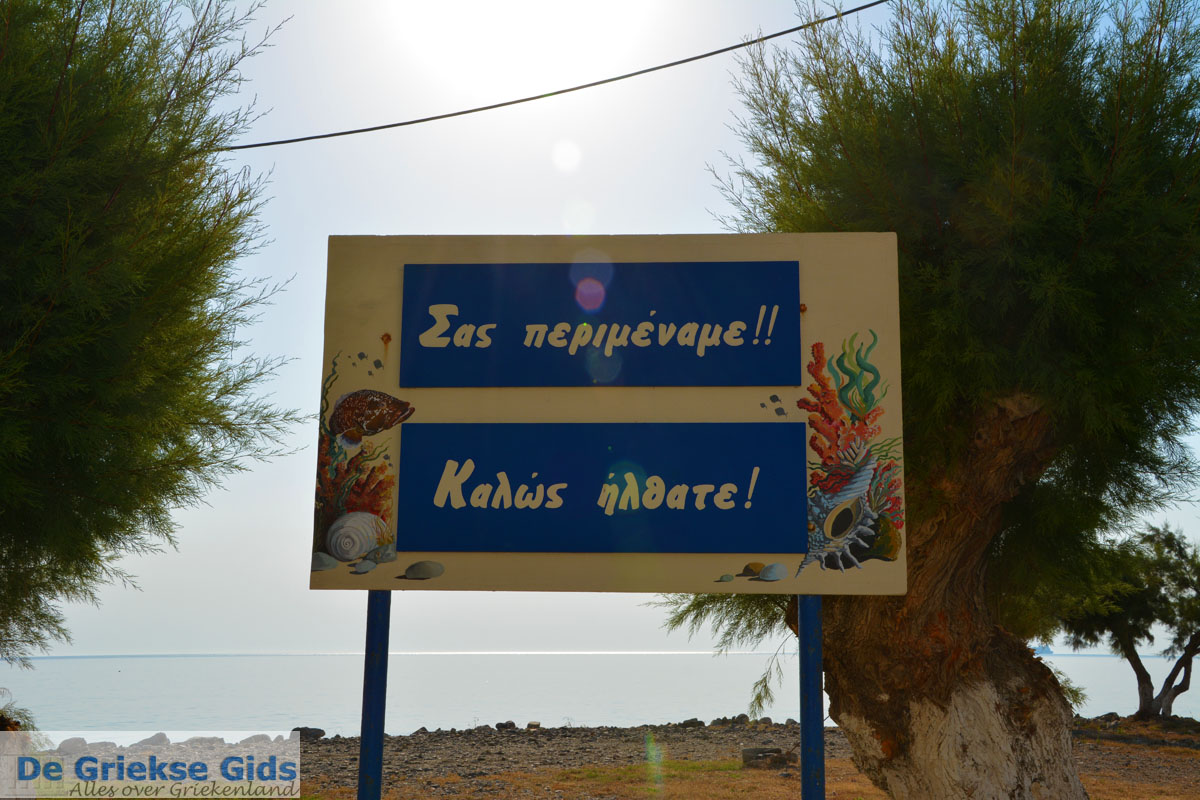 Σας περιμέναμε!!
Καλώς ήλθατε!
De Griekse Gids
Alles over Griekenland